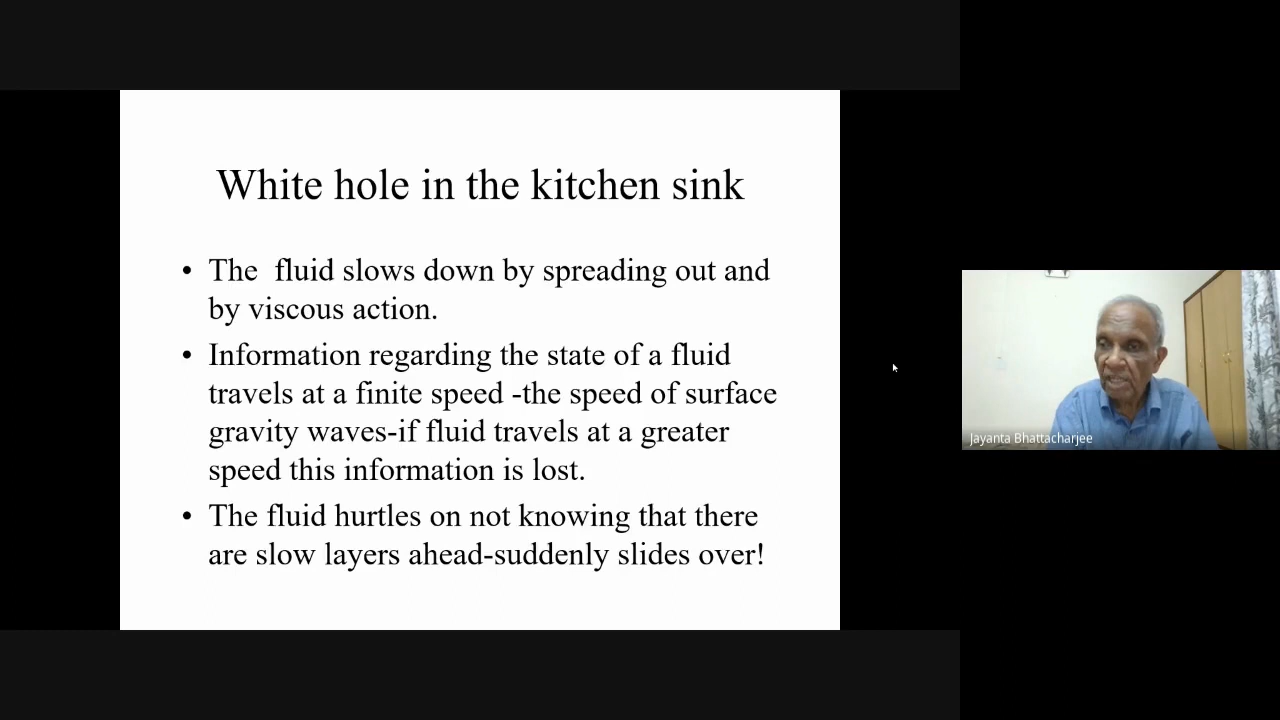 White hole in the kitchen sink
• The  fluid slows down by spreading out and
by viscous action.
• Information regarding the state of a fluid
travels at a finite speed -the speed of surface
gravity waves-if fluid travels at a greater
speed this information is lost.
• The fluid hurtles on not knowing that there
are slow layers ahead-suddenly slides over!
Jayanta Bhattacharjee